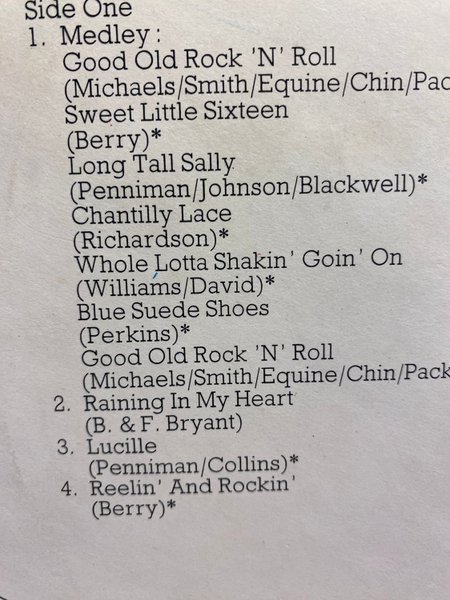 Side One
1. Medley:
Good Old Rock 'N' Roll
(Michaels/Smith/Equine/Chin/Pac
Sweet Little Sixteen
(Berry)*
Long Tall Sally
(Penniman/Johnson/Blackwell)*
Chantilly Lace
(Richardson)*
Whole Lotta Shakin' Goin' On
(Williams/David)*
Blue Suede Shoes
(Perkins)*
Good Old Rock 'N' Roll
(Michaels/Smith/Equine/Chin/Pack
2. Raining In My Heart
(B. & F. Bryant)
3. Lucille
(Penniman/Collins)*
4. Reelin' And Rockin'
(Berry)*